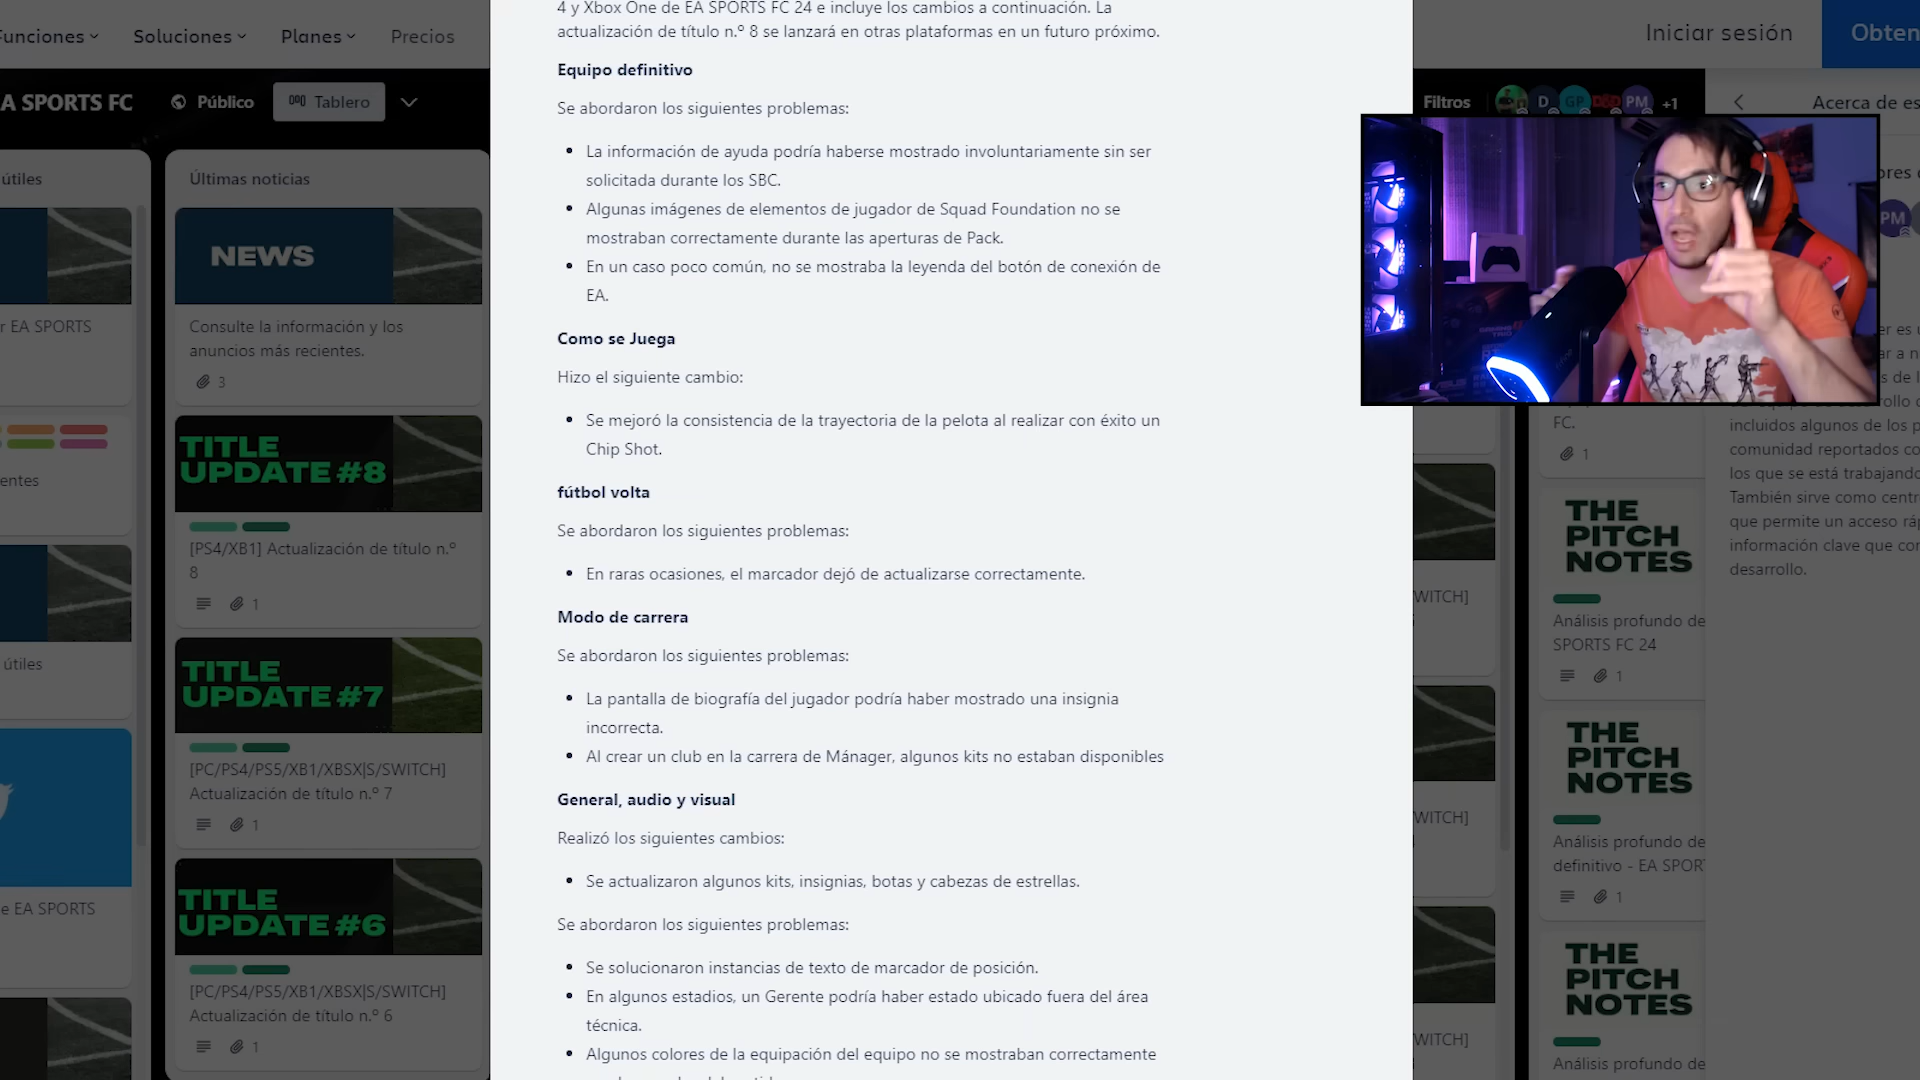 Funciones
Soluciones
Planes
Precios
Iniciar sesión
A SPORTS FC
Público
Tablero
Filtros
D
GP
D&D
PM
+1
útiles
r EA SPORTS
entes
útiles
e EA SPORTS
Últimas noticias
NEWS
Consulte la información y los
anuncios más recientes.
3
TITLE
UPDATE #8
[PS4/XB1] Actualización de título n.º
8
1
TITLE
UPDATE #7
[PC/PS4/PS5/XB1/XBSX|S/SWITCH]
Actualización de título n.º 7
1
TITLE
UPDATE #6
[PC/PS4/PS5/XB1/XBSX|S/SWITCH]
Actualización de título n.º 6
1
4 y Xbox One de EA SPORTS FC 24 e incluye los cambios a continuación. La
actualización de título n.º 8 se lanzará en otras plataformas en un futuro próximo.
Equipo definitivo
Se abordaron los siguientes problemas:
La información de ayuda podría haberse mostrado involuntariamente sin ser
solicitada durante los SBC.
Algunas imágenes de elementos de jugador de Squad Foundation no se
mostraban correctamente durante las aperturas de Pack.
En un caso poco común, no se mostraba la leyenda del botón de conexión de
EA.
Como se Juega
Hizo el siguiente cambio:
Se mejoró la consistencia de la trayectoria de la pelota al realizar con éxito un
Chip Shot.
fútbol volta
Se abordaron los siguientes problemas:
En raras ocasiones, el marcador dejó de actualizarse correctamente.
Modo de carrera
Se abordaron los siguientes problemas:
La pantalla de biografía del jugador podría haber mostrado una insignia
incorrecta.
Al crear un club en la carrera de Mánager, algunos kits no estaban disponibles
General, audio y visual
Realizó los siguientes cambios:
Se actualizaron algunos kits, insignias, botas y cabezas de estrellas.
Se abordaron los siguientes problemas:
Se solucionaron instancias de texto de marcador de posición.
En algunos estadios, un Gerente podría haber estado ubicado fuera del área
técnica.
Algunos colores de la equipación del equipo no se mostraban correctamente
WITCH]
WITCH]
WITCH]
FC.
1
THE
PITCH
NOTES
Análisis profundo de
SPORTS FC 24
1
THE
PITCH
NOTES
Análisis profundo de
definitivo - EA SPOR
1
THE
PITCH
NOTES
Análisis profundo de
Acerca de es
PM
incluidos algunos de los p
comunidad reportados co
los que se está trabajando
También sirve como centr
que permite un acceso ráp
información clave que cor
desarrollo.